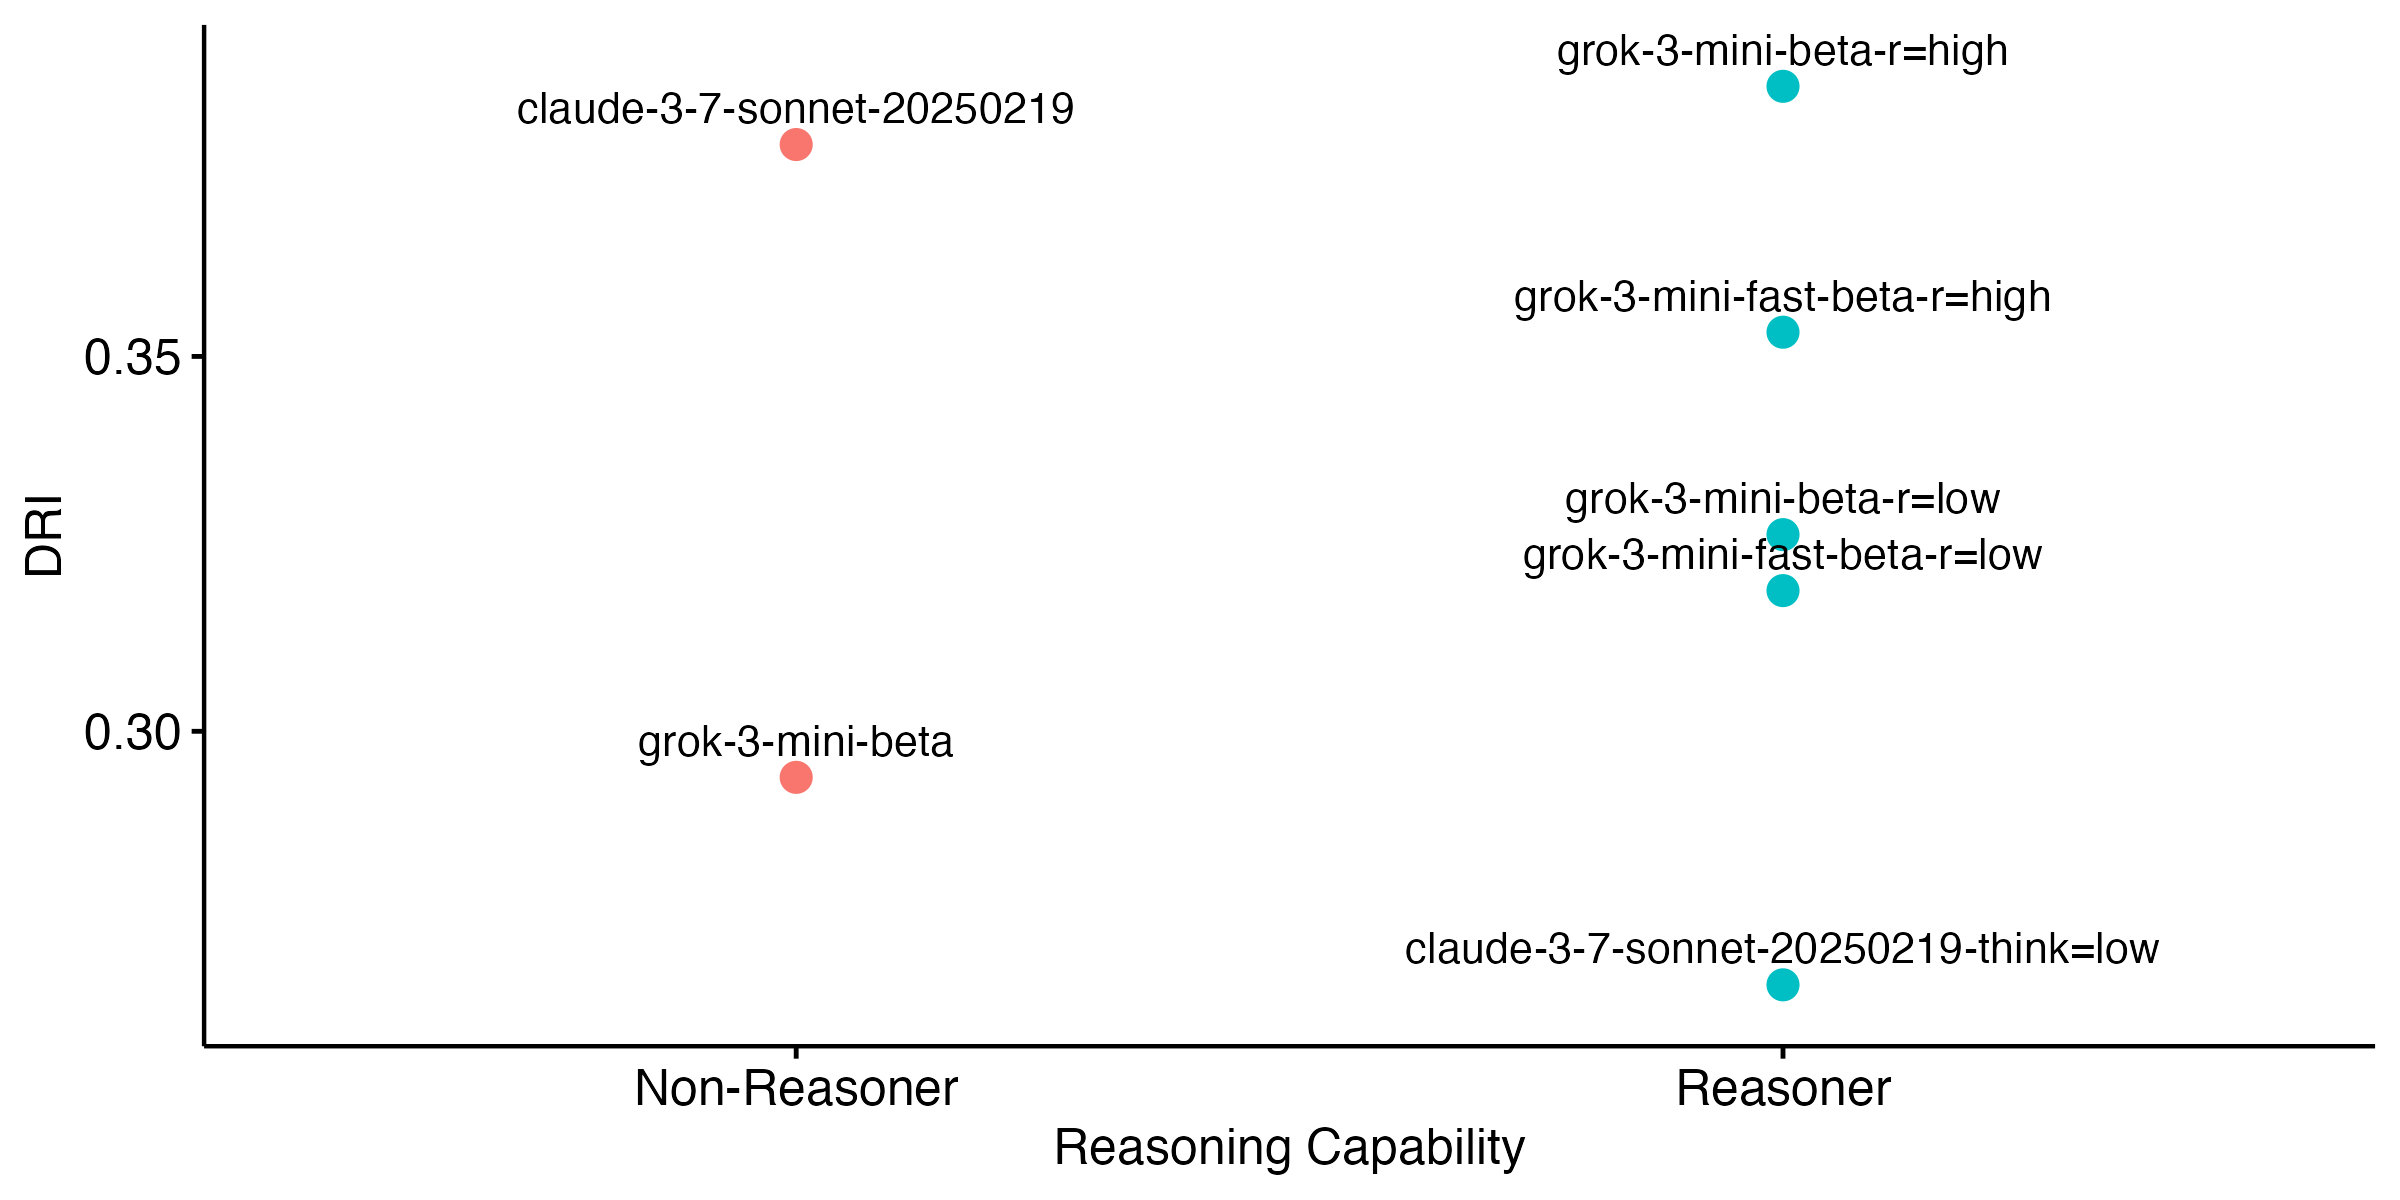 grok-3-mini-beta-r=high
claude-3-7-sonnet-20250219
grok-3-mini-fast-beta-r=high
0.35
grok-3-mini-beta-r=low
DRI
grok-3-mini-fast-beta-r=low
0.30
grok-3-mini-beta
claude-3-7-sonnet-20250219-think=low
Non-Reasoner
Reasoner
Reasoning Capability